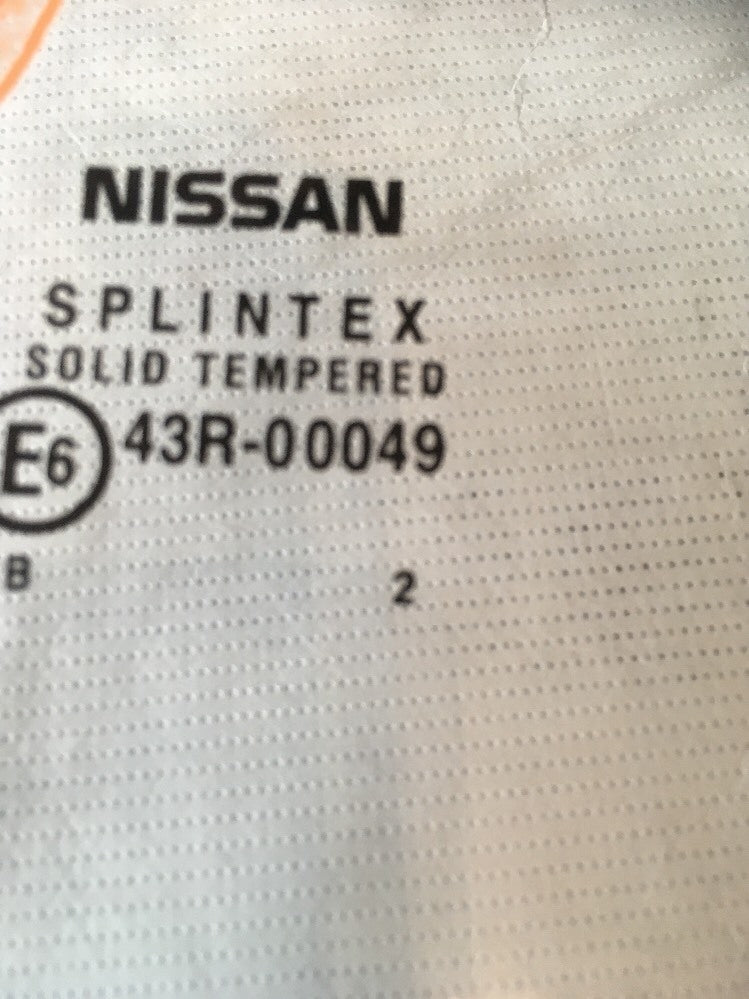 NISSAN
SPLINTEX
SOLID TEMPERED
E6 43R-00049
B 2